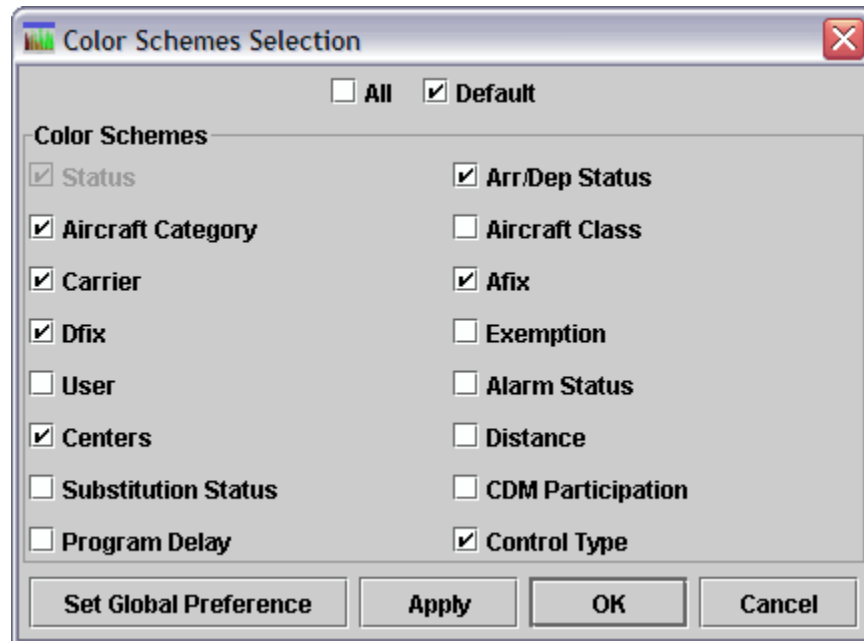 Color Schemes Selection
All Default
Color Schemes
Status Arr/Dep Status
Aircraft Category Aircraft Class
Carrier Afix
Dfix Exemption
User Alarm Status
Centers Distance
Substitution Status CDM Participation
Program Delay Control Type
Set Global Preference Apply OK Cancel